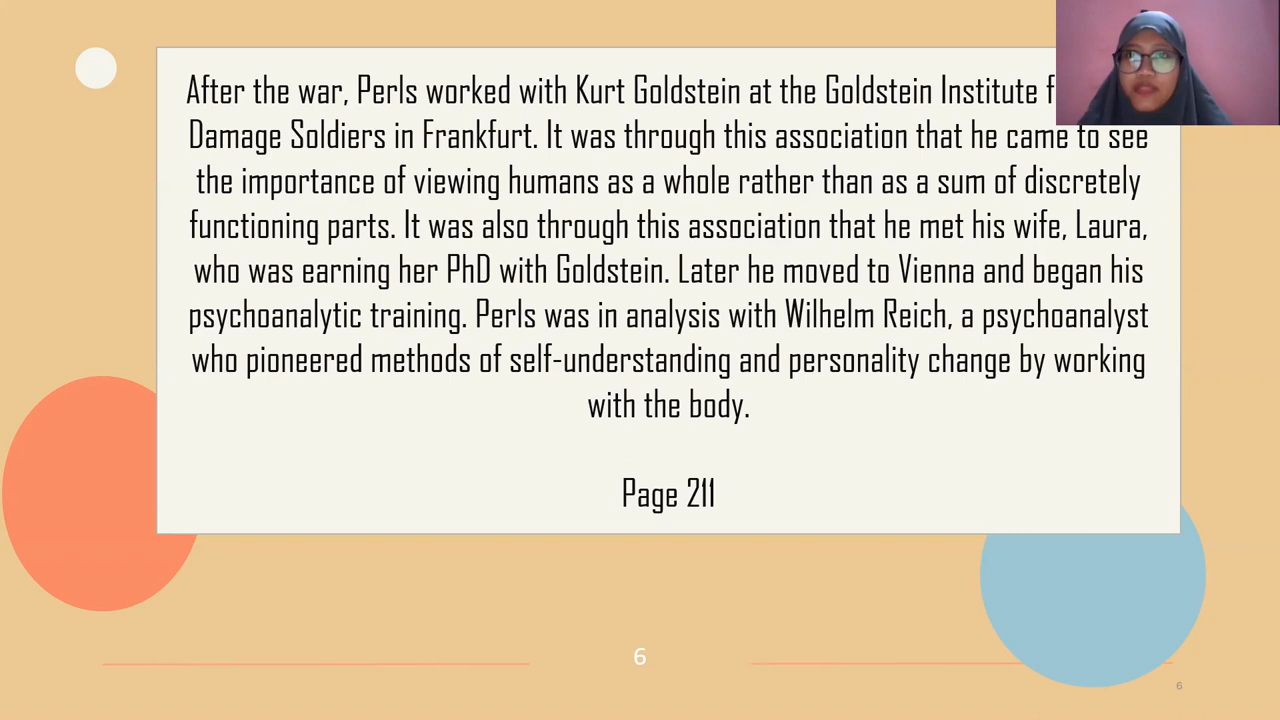 After the war, Perls worked with Kurt Goldstein at the Goldstein Institute
Damage Soldiers in Frankfurt. It was through this association that he came to see
the importance of viewing humans as a whole rather than as a sum of discretely
functioning parts. It was also through this association that he met his wife, Laura,
who was earning her PhD with Goldstein. Later he moved to Vienna and began his
psychoanalytic training. Perls was in analysis with Wilhelm Reich, a psychoanalyst
who pioneered methods of self-understanding and personality change by working
with the body.
Page 211
6
6